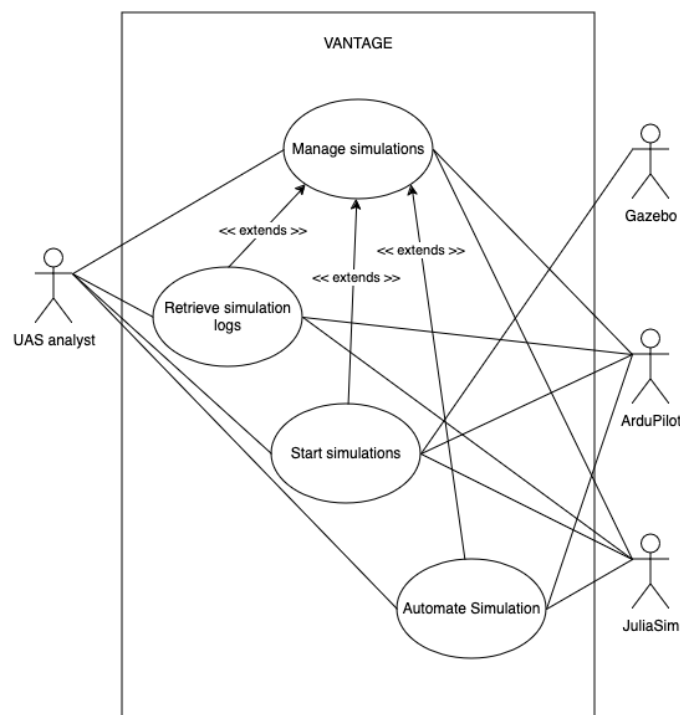 VANTAGE
Manage simulations
Gazebo
<< extends >>
<< extends >>
<< extends >>
Retrieve simulation
logs
UAS analyst
ArduPilot
Start simulations
Automate Simulation
JuliaSim